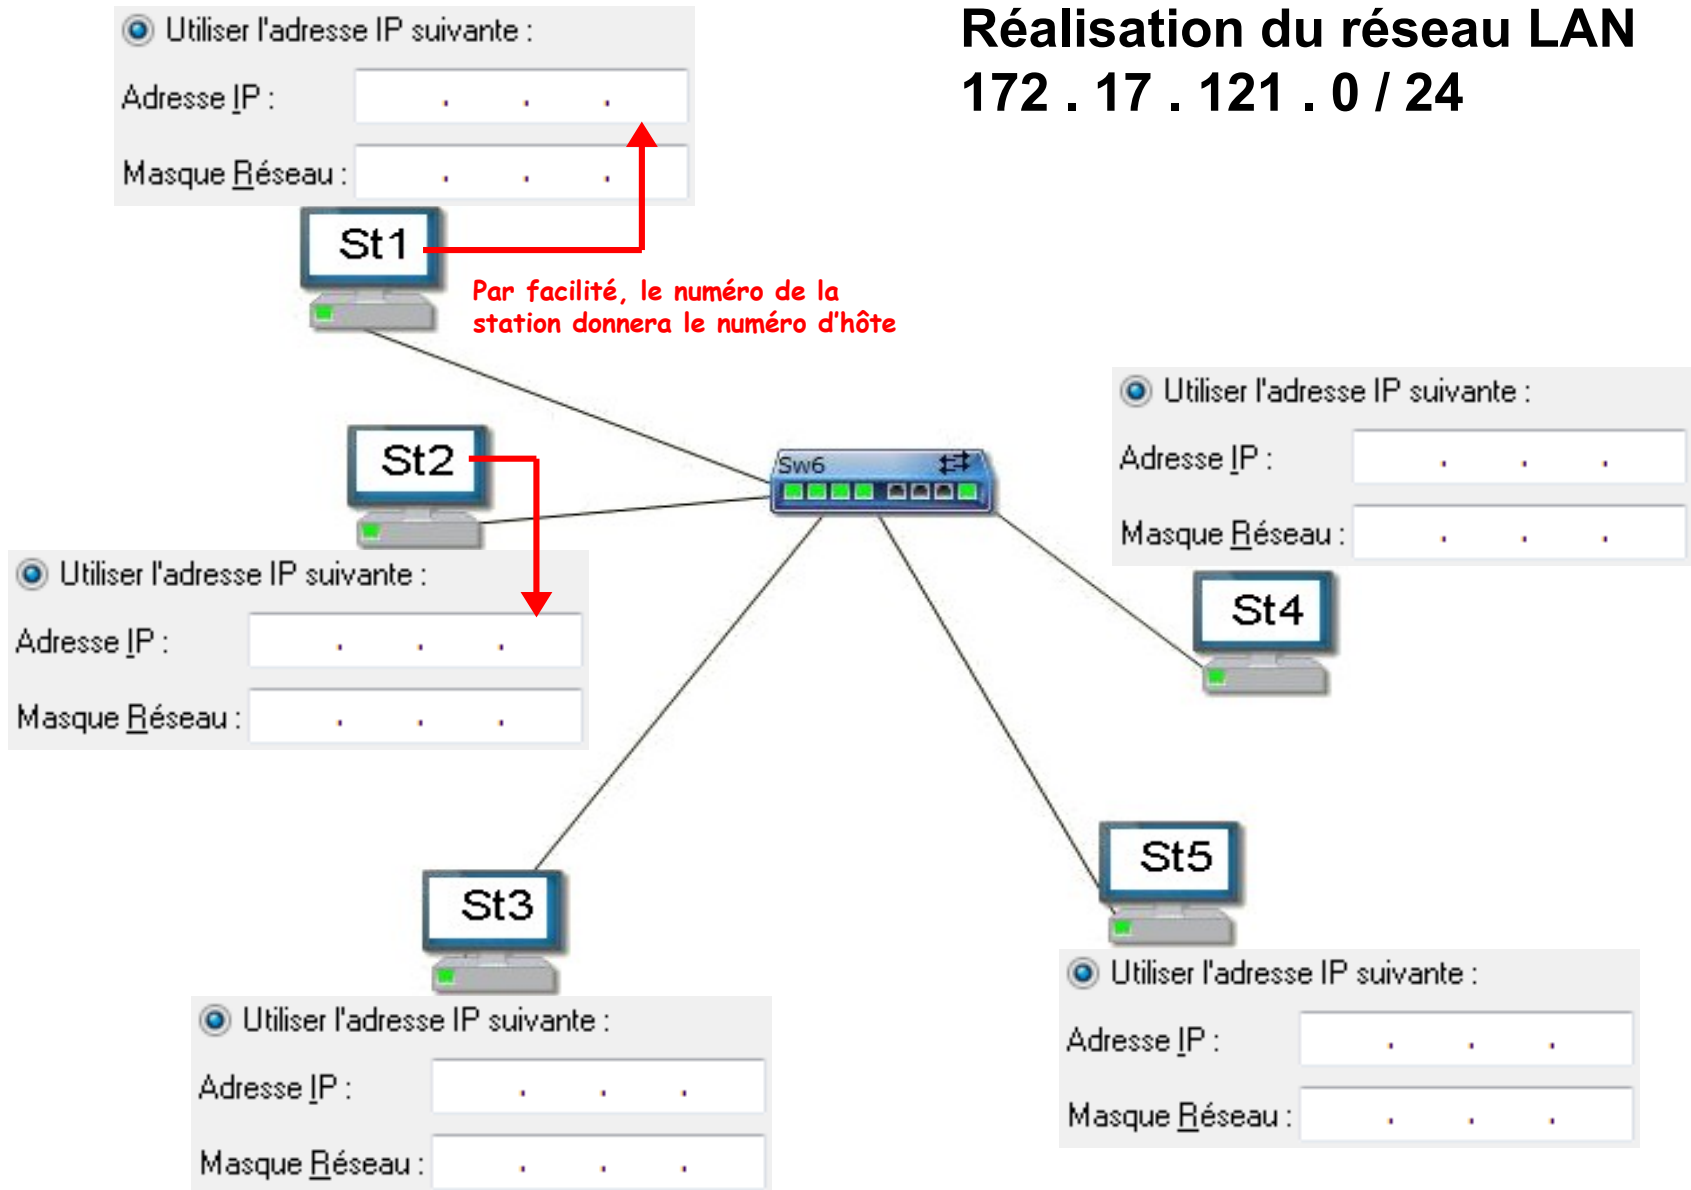 Réalisation du réseau LAN
172 . 17 . 121 . 0 / 24
Utiliser l'adresse IP suivante :
Adresse IP : . . .
Masque Réseau : . . .
St1
Par facilité, le numéro de la
station donnera le numéro d'hôte
St2
Utiliser l'adresse IP suivante :
Adresse IP : . . .
Masque Réseau : . . .
Sw6
Utiliser l'adresse IP suivante :
Adresse IP : . . .
Masque Réseau : . . .
St4
St3
Utiliser l'adresse IP suivante :
Adresse IP : . . .
Masque Réseau : . . .
St5
Utiliser l'adresse IP suivante :
Adresse IP : . . .
Masque Réseau : . . .